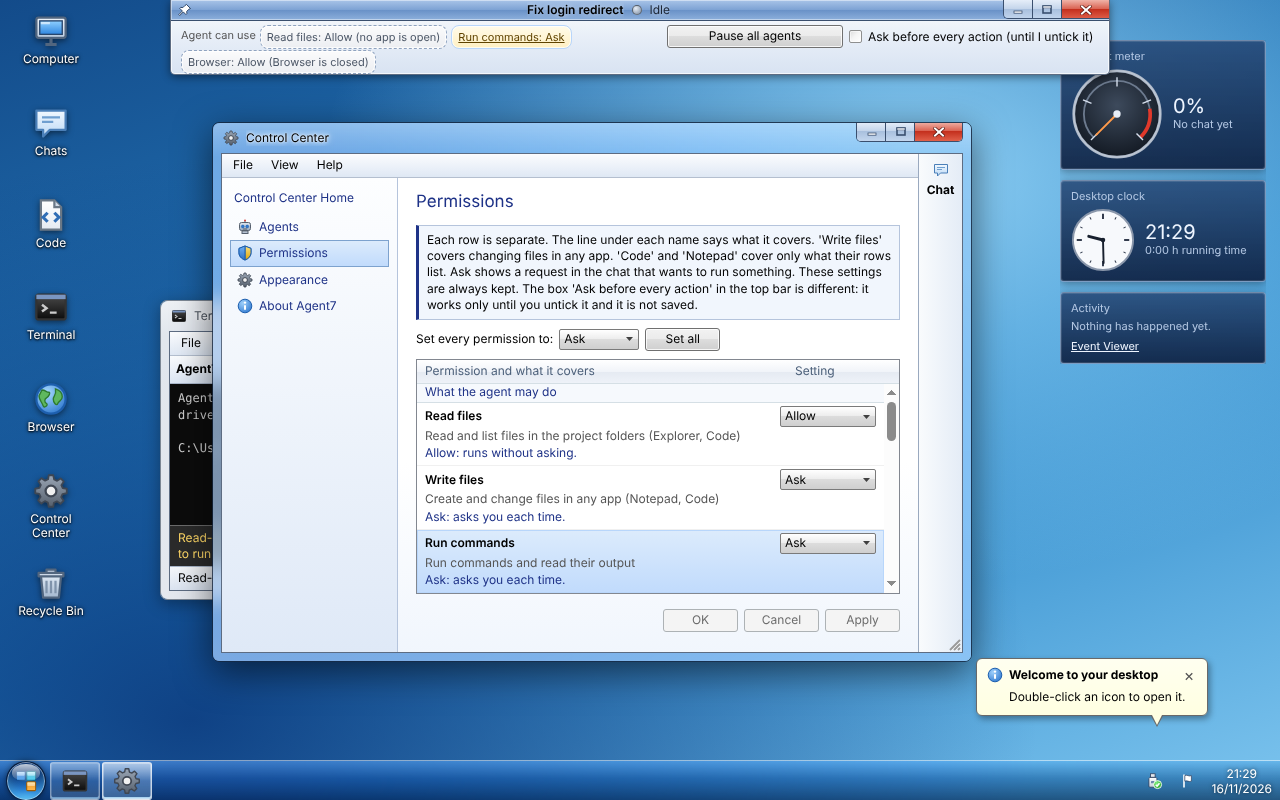 Fix login redirect
Idle
Agent can use
Read files: Allow (no app is open)
Run commands: Ask
Browser: Allow (Browser is closed)
Pause all agents
Ask before every action (until I untick it)
Computer
Chats
Code
Terminal
Browser
Control
Center
Recycle Bin
meter
0%
No chat yet
Desktop clock
21:29
0:00 h running time
Activity
Nothing has happened yet.
Event Viewer
Control Center
File
View
Help
Chat
Control Center Home
Agents
Permissions
Appearance
About Agent7
Permissions
Each row is separate. The line under each name says what it covers. 'Write files'
covers changing files in any app. 'Code' and 'Notepad' cover only what their rows
list. Ask shows a request in the chat that wants to run something. These settings
are always kept. The box 'Ask before every action' in the top bar is different: it
works only until you untick it and it is not saved.
Set every permission to:
Ask
Set all
Permission and what it covers
Setting
What the agent may do
Read files
Allow
Read and list files in the project folders (Explorer, Code)
Allow: runs without asking.
Write files
Ask
Create and change files in any app (Notepad, Code)
Ask: asks you each time.
Run commands
Ask
Run commands and read their output
Ask: asks you each time.
OK
Cancel
Apply
File
Agent
drive
C:\Us
Read-
to run
Read-
Welcome to your desktop
Double-click an icon to open it.
21:29
16/11/2026